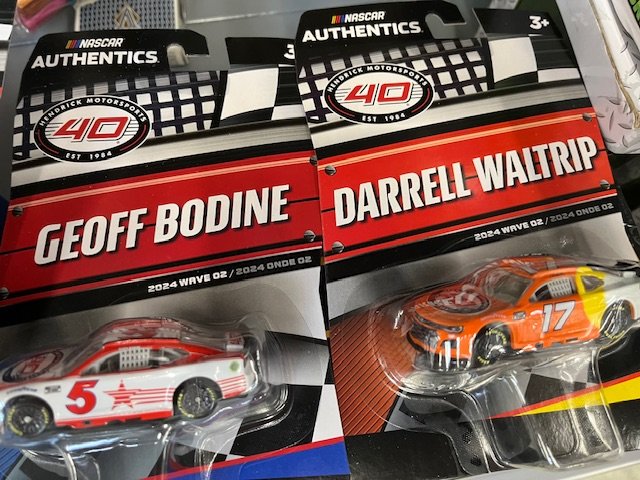 NASCAR
AUTHENTICS
3
HENDRICK MOTORSPORTS
40
EST 1984
GEOFF BODINE
2024 WAVE 02 / 2024 ONDE 02
5
NASCAR
AUTHENTICS
3+
HENDRICK MOTORSPORTS
40
EST 1984
DARRELL WALTRIP
2024 WAVE 02 / 2024 ONDE 02
17